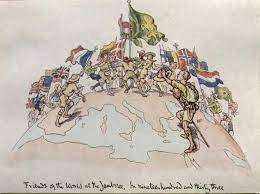 Friends of the World at the Jamboree, In nineteen hundred and thirty three